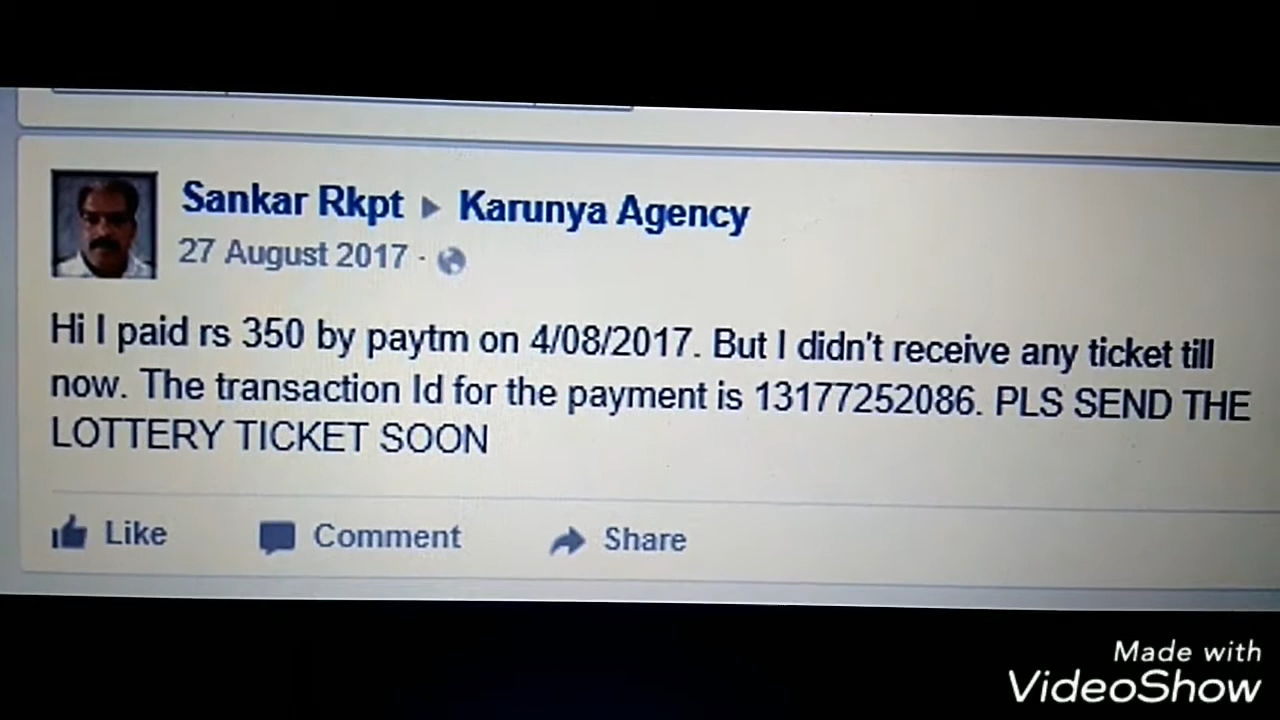 Sankar Rkpt ▶ Karunya Agency
27 August 2017 ·
Hi I paid rs 350 by paytm on 4/08/2017. But I didn't receive any ticket till
now. The transaction Id for the payment is 13177252086. PLS SEND THE
LOTTERY TICKET SOON
Like Comment Share
Made with
VideoShow